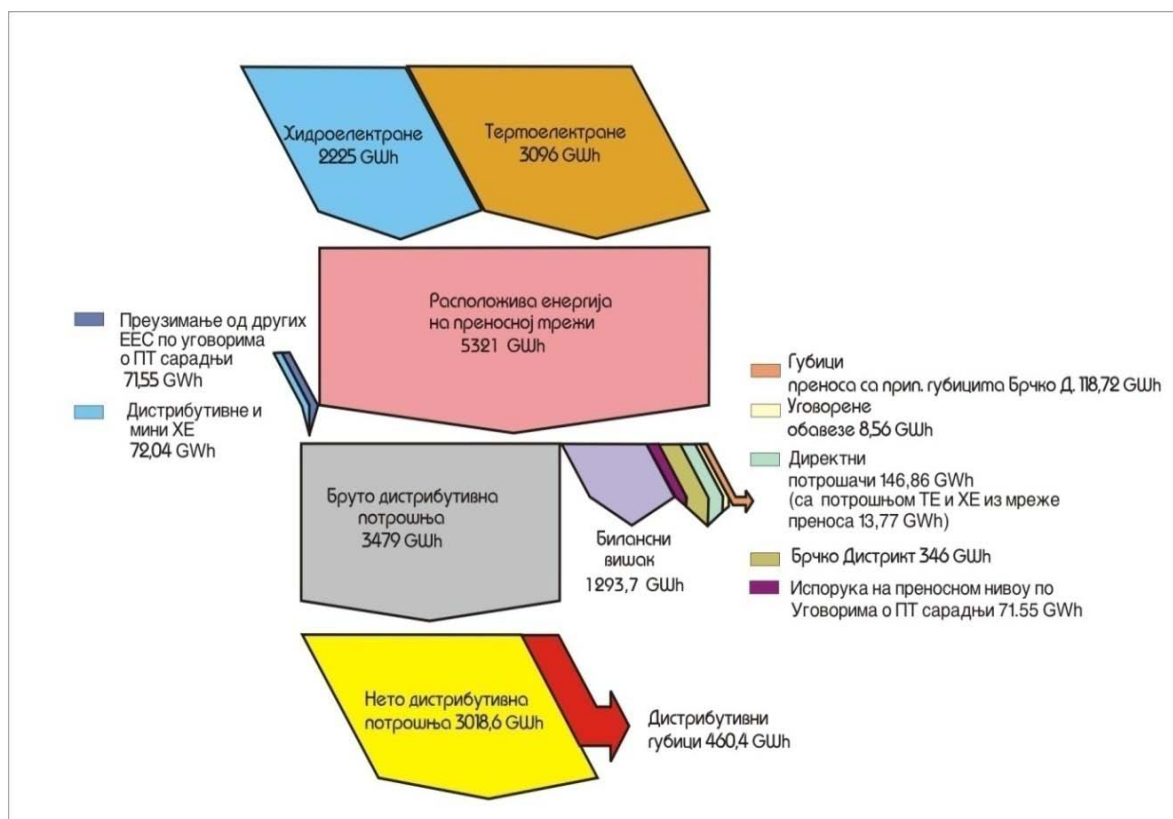 Хидроелектране
2225 GWh
Термоелектране
3096 GWh
Расположива енергија
на преносној трежи
5321 GWh
Преузимање од других
ЕЕС по уговорима
о ПТ сарадњи
71,55 GWh
Дистрибутивне и
мини ХЕ
72,04 GWh
Губици
преноса са прип. губицита Брчко Д. 118,72 GWh
Уговорене
обавезе 8,56 GWh
Директни
потрошачи 146,86 GWh
(са потрошњом ТЕ и ХЕ из мреже
преноса 13,77 GWh)
Брчко Дистрикт 346 GWh
Испорука на преносном нивоу по
Уговорима о ПТ сарадњи 71.55 GWh
Бруто дистрибутивна
потрошња
3479 GWh
Билансни
вишак
1293,7 GWh
Нето дистрибутивна
потрошња 3018,6 GWh
Дистрибутивни
губици 460,4 GWh